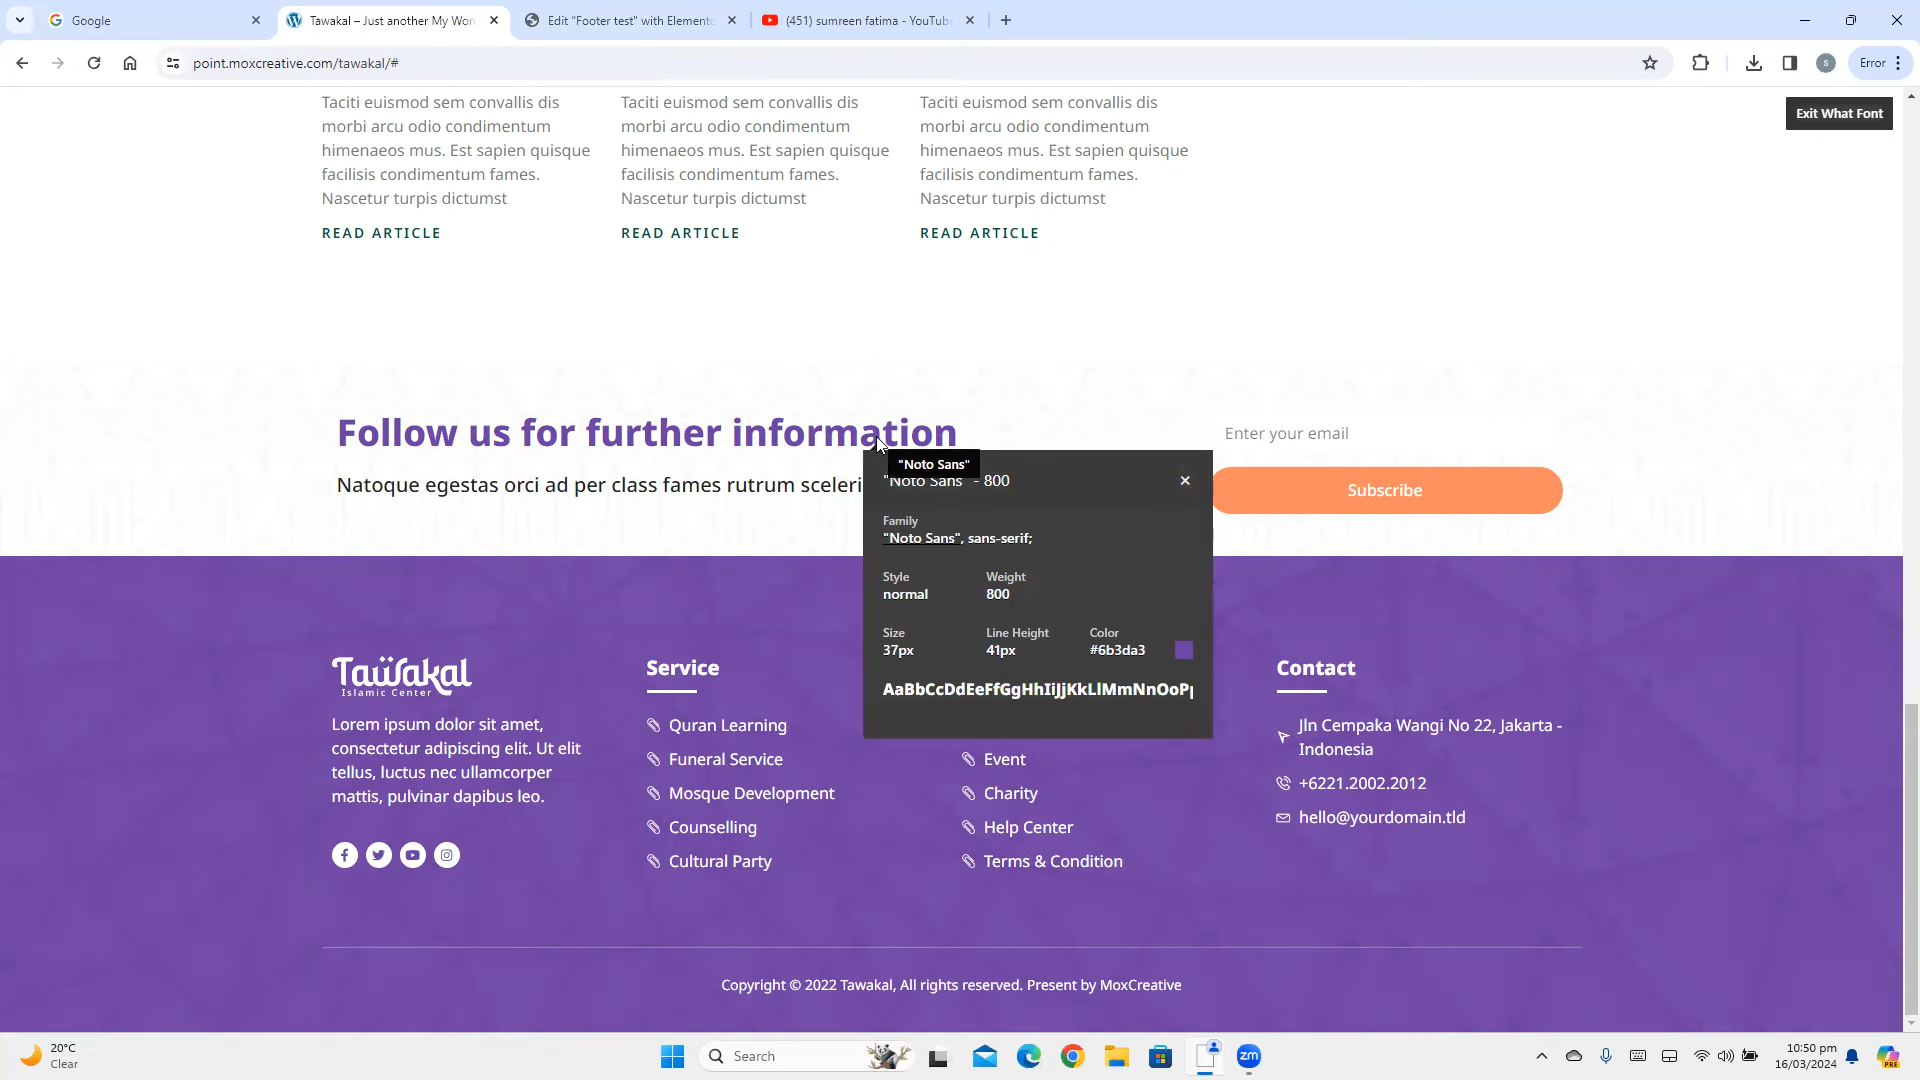 Google
Tawakal – Just another My Wor
Edit "Footer test" with Elemento
(451) sumreen fatima - YouTube
point.moxcreative.com/tawakal/#
S
Error
Exit What Font
Taciti euismod sem convallis dis
morbi arcu odio condimentum
himenaeos mus. Est sapien quisque
facilisis condimentum fames.
Nascetur turpis dictumst
READ ARTICLE
Taciti euismod sem convallis dis
morbi arcu odio condimentum
himenaeos mus. Est sapien quisque
facilisis condimentum fames.
Nascetur turpis dictumst
READ ARTICLE
Taciti euismod sem convallis dis
morbi arcu odio condimentum
himenaeos mus. Est sapien quisque
facilisis condimentum fames.
Nascetur turpis dictumst
READ ARTICLE
Follow us for further information
Natoque egestas orci ad per class fames rutrum sceleri
Enter your email
Subscribe
"Noto Sans"
"Noto Sans" - 800
Family
"Noto Sans", sans-serif;
Style
normal
Weight
800
Size
37px
Line Height
41px
Color
#6b3da3
AaBbCcDdEeFfGgHhIiJjKkLlMmNnOoPp
Tawakal
Islamic Center
Lorem ipsum dolor sit amet,
consectetur adipiscing elit. Ut elit
tellus, luctus nec ullamcorper
mattis, pulvinar dapibus leo.
Service
Quran Learning
Funeral Service
Mosque Development
Counselling
Cultural Party
Event
Charity
Help Center
Terms & Condition
Contact
Jln Cempaka Wangi No 22, Jakarta -
Indonesia
+6221.2002.2012
hello@yourdomain.tld
Copyright © 2022 Tawakal, All rights reserved. Present by MoxCreative
20°C
Clear
Search
zm
10:50 pm
16/03/2024
PRE